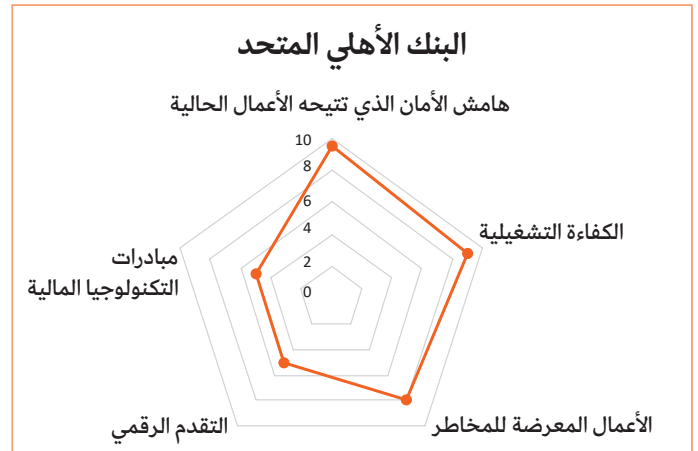 البنك الأهلي المتحد
هامش الأمان الذي تتيحه الأعمال الحالية
10
8
6
4
2
0
الكفاءة التشغيلية
مبادرات
التكنولوجيا المالية
الأعمال المعرضة للمخاطر
التقدم الرقمي